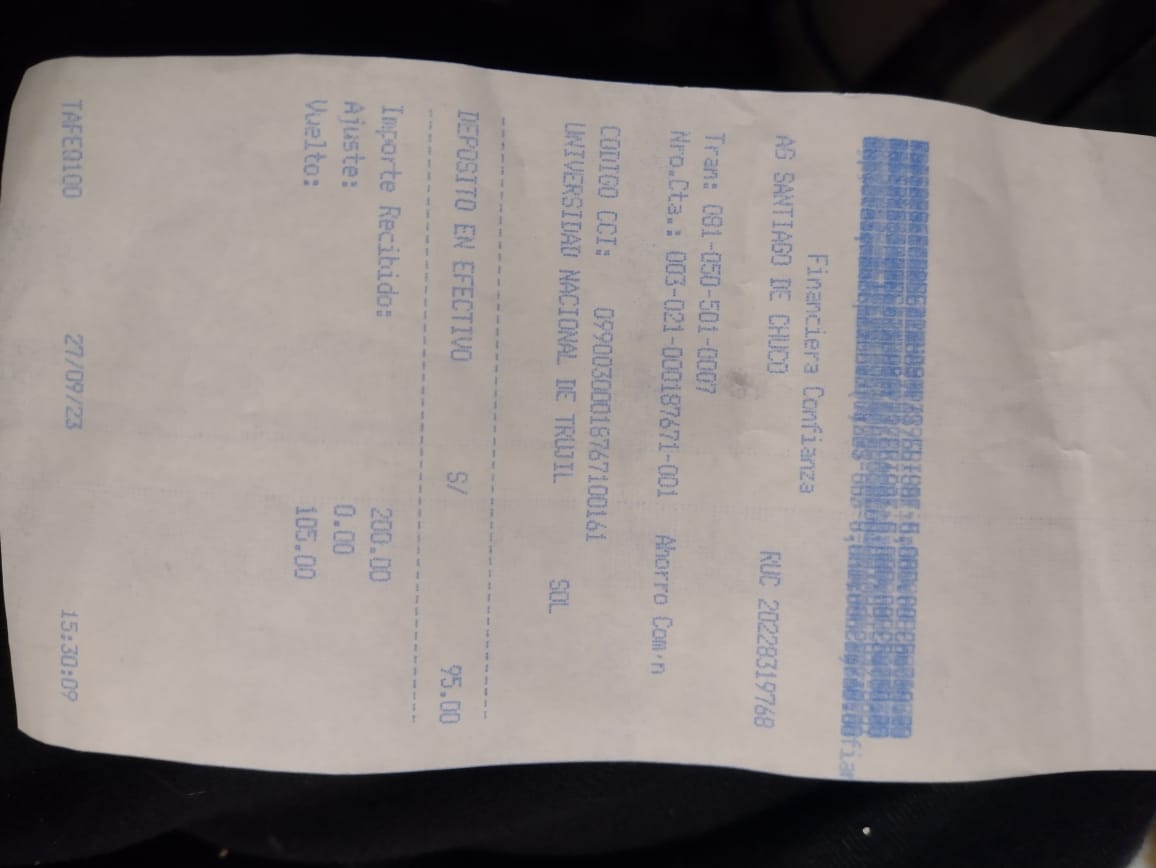 Financiera Confianza
AG SANTIAGO DE CHUCO RUC 20228319768
Tran: 081-050-501-0007
Nro.Cta.: 003-021-000187671-001 Ahorro Com·n
CODIGO CCI: 09900300018767100161
UNIVERSIDAD NACIONAL DE TRUJIL SOL
--------------------------------------------
DEPOSITO EN EFECTIVO S/ 95.00
--------------------------------------------
Importe Recibido: 200.00
Ajuste: 0.00
Vuelto: 105.00
TAPEQ100 27/09/23 15:30:09